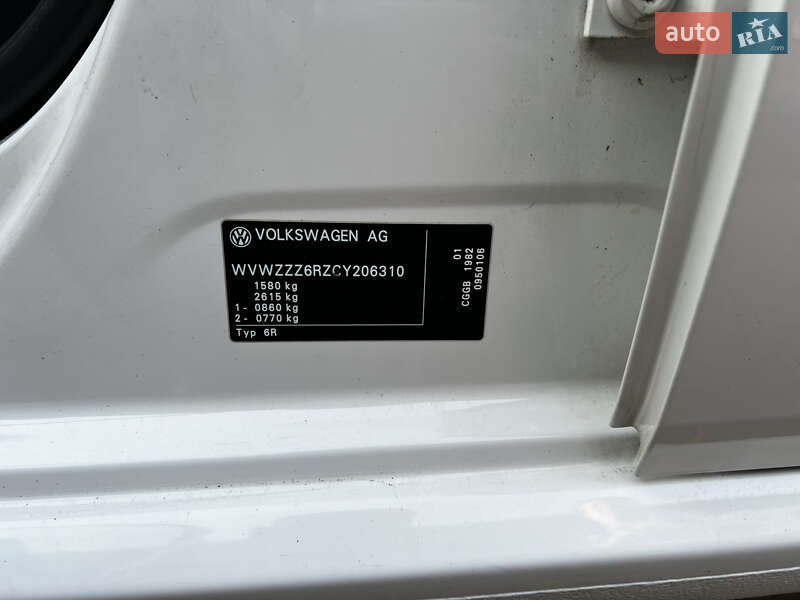 auto RIA
.com
VOLKSWAGEN AG
WVWZZZ6RZCY206310
1580 kg
2615 kg
1 - 0860 kg
2 - 0770 kg
Typ 6R
01
CGGB 1982
0950106